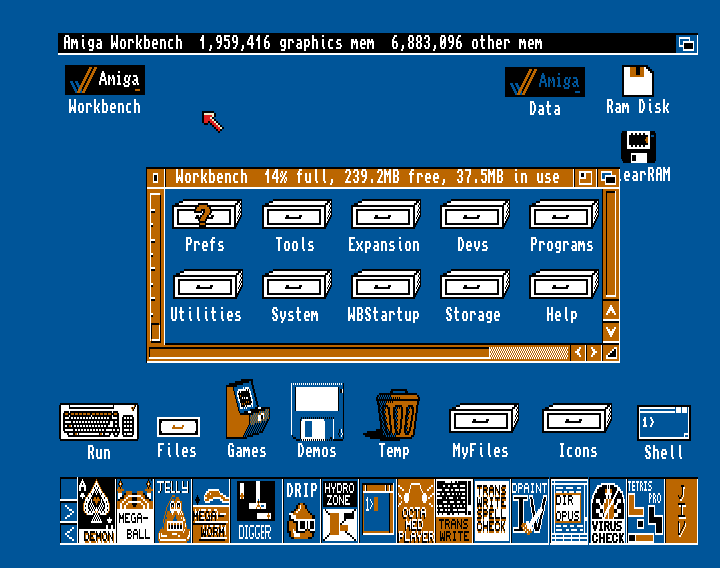 Amiga Workbench 1,959,416 graphics mem 6,883,096 other mem
Amiga
Workbench
Amiga
Data
Ram Disk
earRAM
Workbench 14% full, 239.2MB free, 37.5MB in use
Prefs
Tools
Expansion
Devs
Programs
Utilities
System
WBStartup
Storage
Help
Run
Files
Games
Demos
Temp
MyFiles
Icons
1>
Shell
A
DEMON
MEGA-
BALL
JELLY
MEGA-
WORM
DIGGER
DRIP
HYDRO
ZONE
1>
OCTA
MED
PLAYER
TRANS
WRITE
TRANS
WRITE
SPELL
CHECK
DPAINT
IV
DIR
OPUS
VIRUS
CHECK
TETRIS
PRO